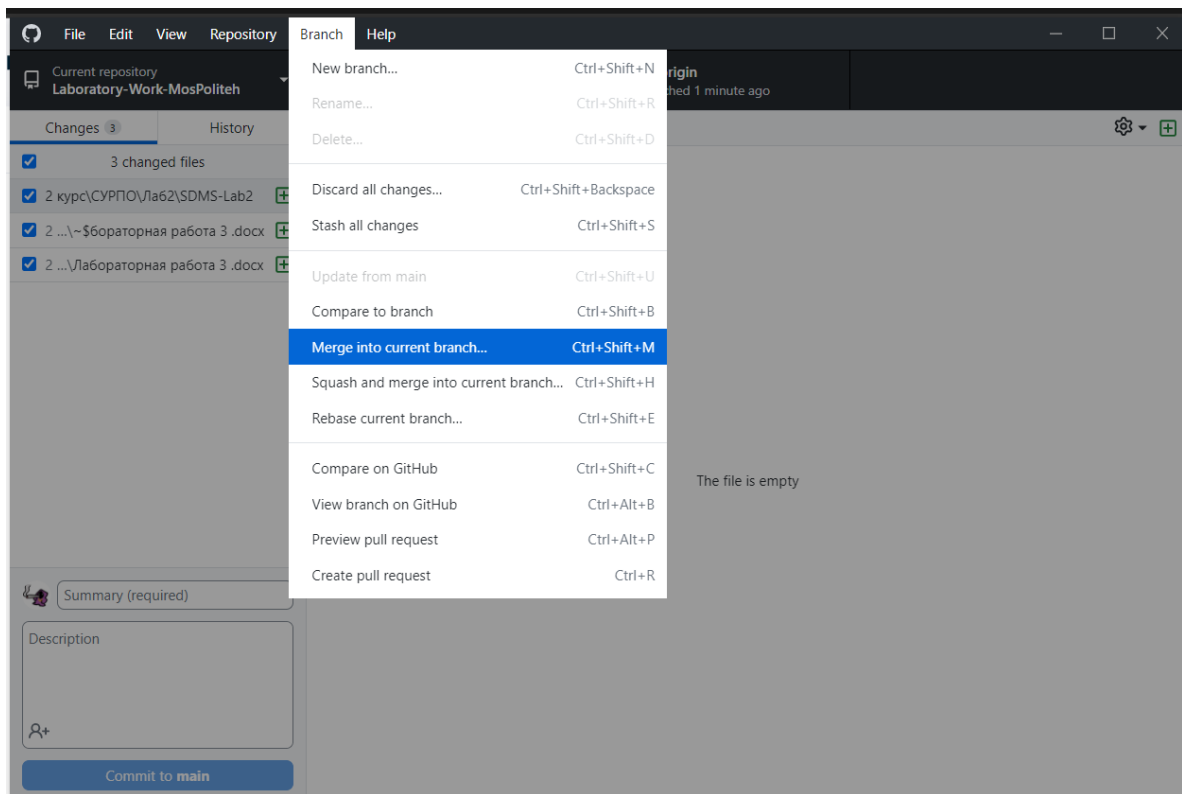 File Edit View Repository Branch Help
Current repository
Laboratory-Work-MosPoliteh
rigin
hed 1 minute ago
Changes 3 History
3 changed files
2 курс\СУРПО\Лаб2\SDMS-Lab2
2 ...\~$бораторная работа 3 .docx
2 ...\Лабораторная работа 3 .docx
New branch... Ctrl+Shift+N
Rename... Ctrl+Shift+R
Delete... Ctrl+Shift+D
Discard all changes... Ctrl+Shift+Backspace
Stash all changes Ctrl+Shift+S
Update from main Ctrl+Shift+U
Compare to branch Ctrl+Shift+B
Merge into current branch... Ctrl+Shift+M
Squash and merge into current branch... Ctrl+Shift+H
Rebase current branch... Ctrl+Shift+E
Compare on GitHub Ctrl+Shift+C
View branch on GitHub Ctrl+Alt+B
Preview pull request Ctrl+Alt+P
Create pull request Ctrl+R
The file is empty
Summary (required)
Description
Commit to main